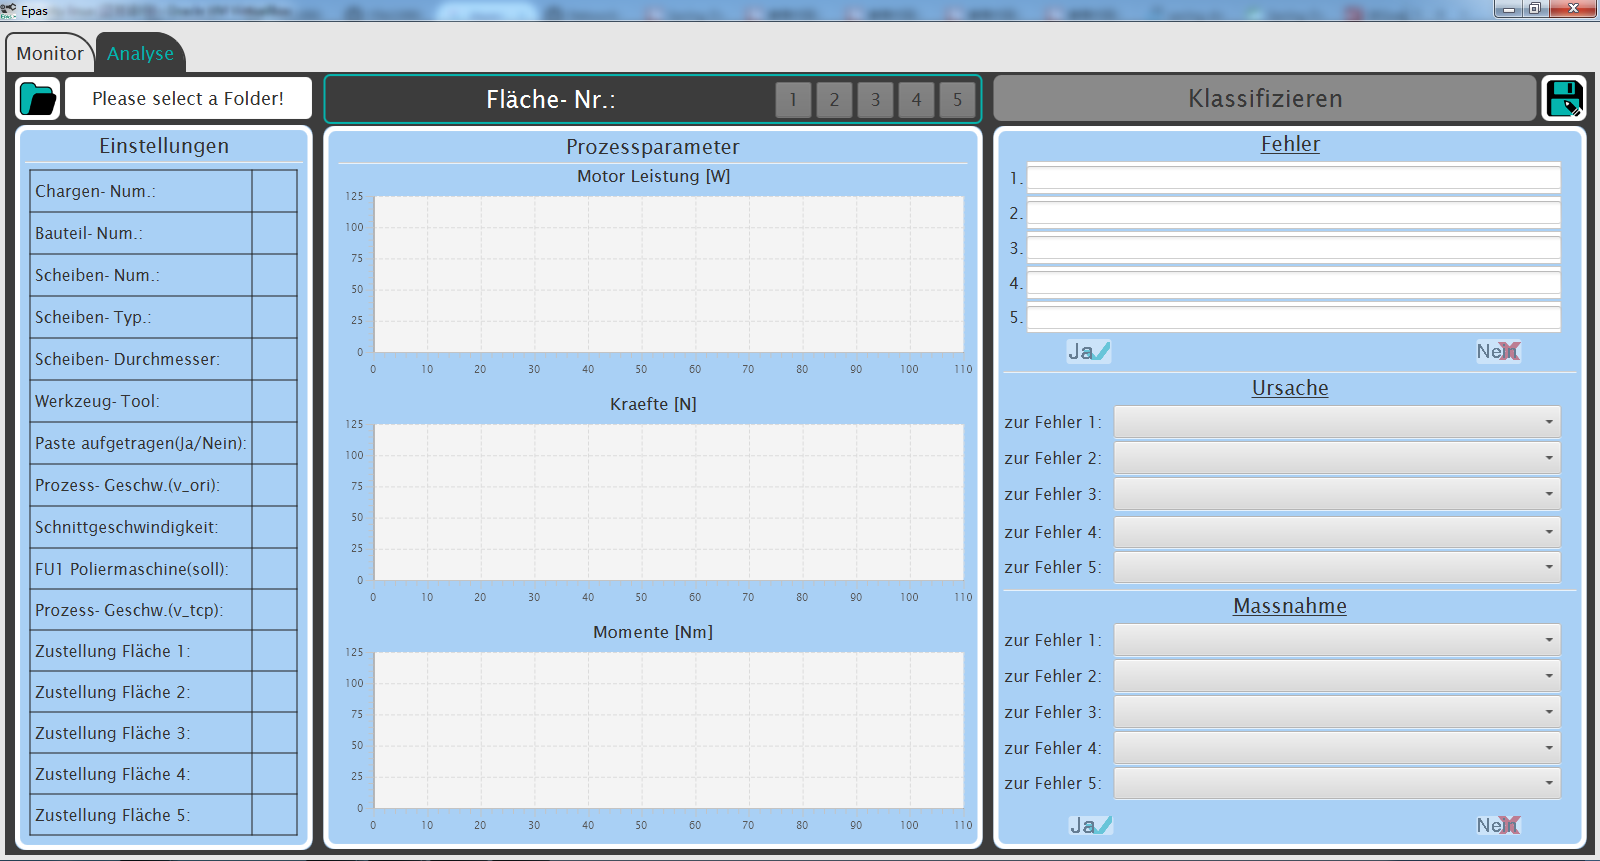 Epas
Monitor
Analyse
Please select a Folder!
Fläche- Nr.:
1 2 3 4 5
Klassifizieren
Einstellungen
Chargen- Num.:
Bauteil- Num.:
Scheiben- Num.:
Scheiben- Typ.:
Scheiben- Durchmesser:
Werkzeug- Tool:
Paste aufgetragen(Ja/Nein):
Prozess- Geschw.(v_ori):
Schnittgeschwindigkeit:
FU1 Poliermaschine(soll):
Prozess- Geschw.(v_tcp):
Zustellung Fläche 1:
Zustellung Fläche 2:
Zustellung Fläche 3:
Zustellung Fläche 4:
Zustellung Fläche 5:
Prozessparameter
Motor Leistung [W]
125
100
75
50
25
0
0 10 20 30 40 50 60 70 80 90 100 110
Kraefte [N]
125
100
75
50
25
0
0 10 20 30 40 50 60 70 80 90 100 110
Momente [Nm]
125
100
75
50
25
0
0 10 20 30 40 50 60 70 80 90 100 110
Fehler
1.
2.
3.
4.
5.
Ja Nein
Ursache
zur Fehler 1:
zur Fehler 2:
zur Fehler 3:
zur Fehler 4:
zur Fehler 5:
Massnahme
zur Fehler 1:
zur Fehler 2:
zur Fehler 3:
zur Fehler 4:
zur Fehler 5:
Ja Nein